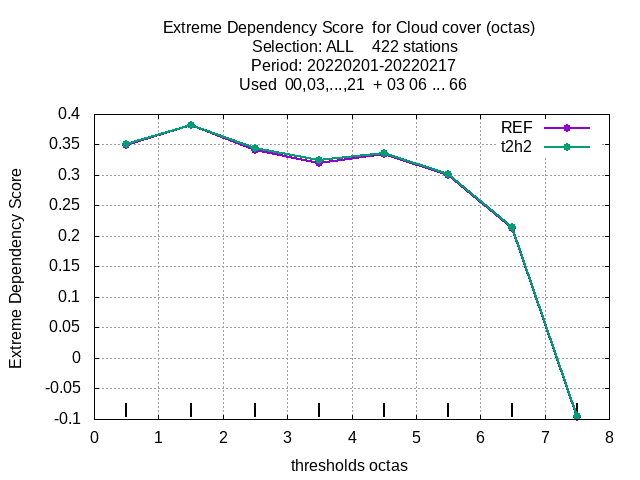 Extreme Dependency Score  for Cloud cover (octas)
Selection: ALL    422 stations
Period: 20220201-20220217
Used  00,03,...,21  + 03 06 ... 66
REF
t2h2
Extreme Dependency Score
0.4
0.35
0.3
0.25
0.2
0.15
0.1
0.05
0
-0.05
-0.1
0 1 2 3 4 5 6 7 8
thresholds octas